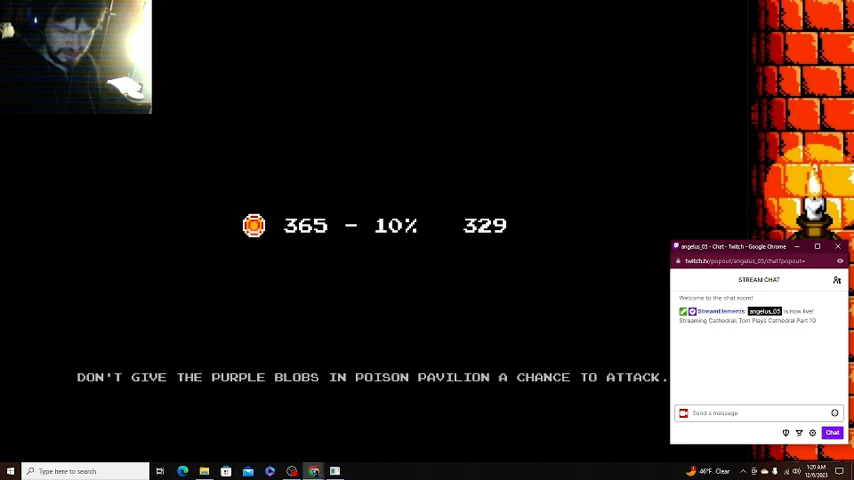 365 - 10% 329
DON'T GIVE THE PURPLE BLOBS IN POISON PAVILION A CHANCE TO ATTACK.
angelus_05 - Chat - Twitch - Google Chrome
twitch.tv/popout/angelus_05/chat?popout=
STREAM CHAT
Welcome to the chat room!
StreamElements: angelus_05 is now live!
Streaming Cathedral: Tom Plays Cathedral Part 10
Send a message
Chat
Type here to search
46°F Clear
1:20 AM
12/6/2023